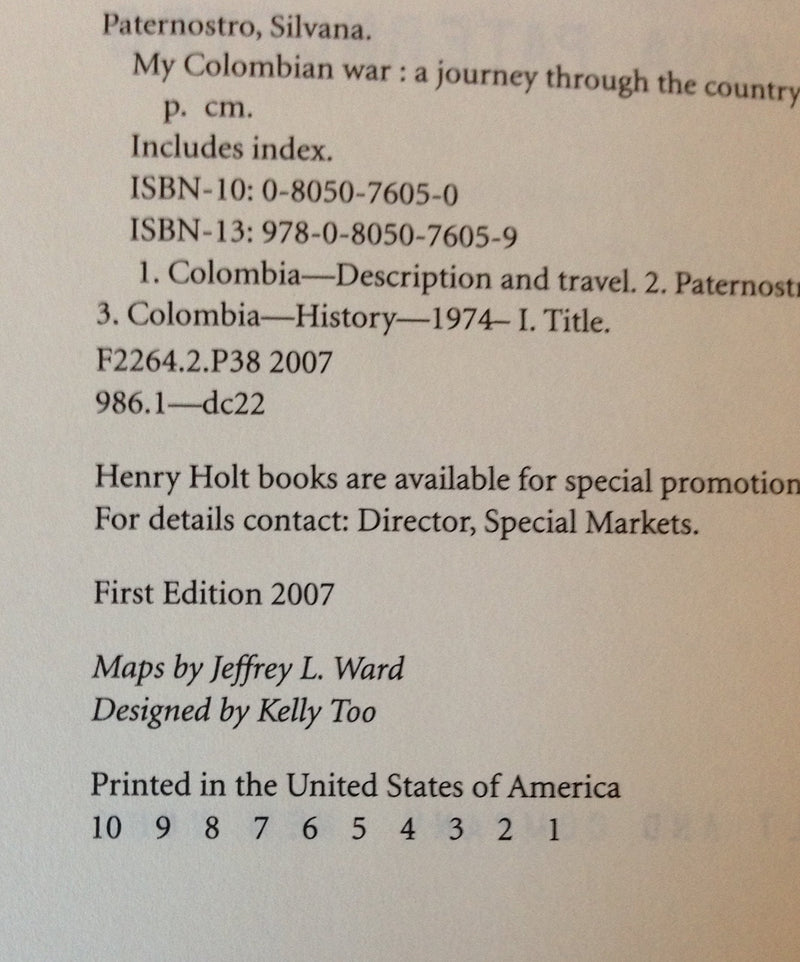 Paternostro, Silvana.
My Colombian war : a journey through the country
p. cm.
Includes index.
ISBN-10: 0-8050-7605-0
ISBN-13: 978-0-8050-7605-9
1. Colombia—Description and travel. 2. Paternostr
3. Colombia—History—1974– I. Title.
F2264.2.P38 2007
986.1—dc22
Henry Holt books are available for special promotion
For details contact: Director, Special Markets.
First Edition 2007
Maps by Jeffrey L. Ward
Designed by Kelly Too
Printed in the United States of America
10 9 8 7 6 5 4 3 2 1